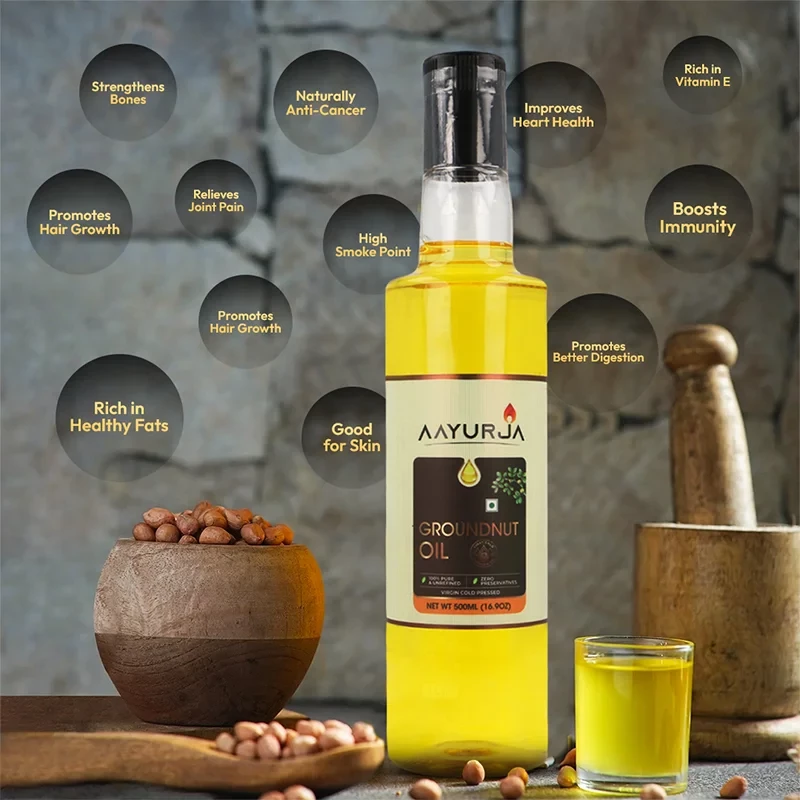 Strengthens
Bones
Naturally
Anti-Cancer
Improves
Heart Health
Rich in
Vitamin E
Promotes
Hair Growth
Relieves
Joint Pain
High
Smoke Point
Boosts
Immunity
Promotes
Hair Growth
Promotes
Better Digestion
Rich in
Healthy Fats
Good
for Skin
AAYURJA
GROUNDNUT
OIL
100% PURE
& UNREFINED
ZERO
PRESERVATIVES
VIRGIN COLD PRESSED
NET WT 500ML (16.9OZ)